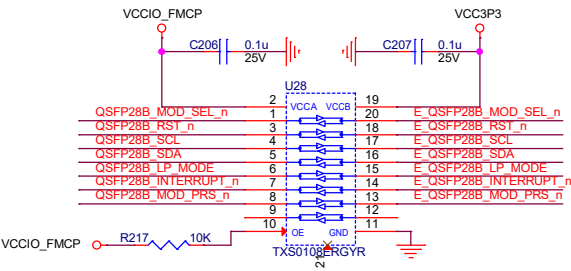 VCCIO_FMCP VCC3P3
C206 0.1u C207 0.1u
25V 25V
U28
2 VCCA VCCB 19
QSFP28B_MOD_SEL_n 1 20 E_QSFP28B_MOD_SEL_n
QSFP28B_RST_n 3 18 E_QSFP28B_RST_n
QSFP28B_SCL 4 17 E_QSFP28B_SCL
QSFP28B_SDA 5 16 E_QSFP28B_SDA
QSFP28B_LP_MODE 6 15 E_QSFP28B_LP_MODE
QSFP28B_INTERRUPT_n 7 14 E_QSFP28B_INTERRUPT_n
QSFP28B_MOD_PRS_n 8 13 E_QSFP28B_MOD_PRS_n
9 12
10 OE GND 11
VCCIO_FMCP R217 10K
TXS0108ERGYR
21